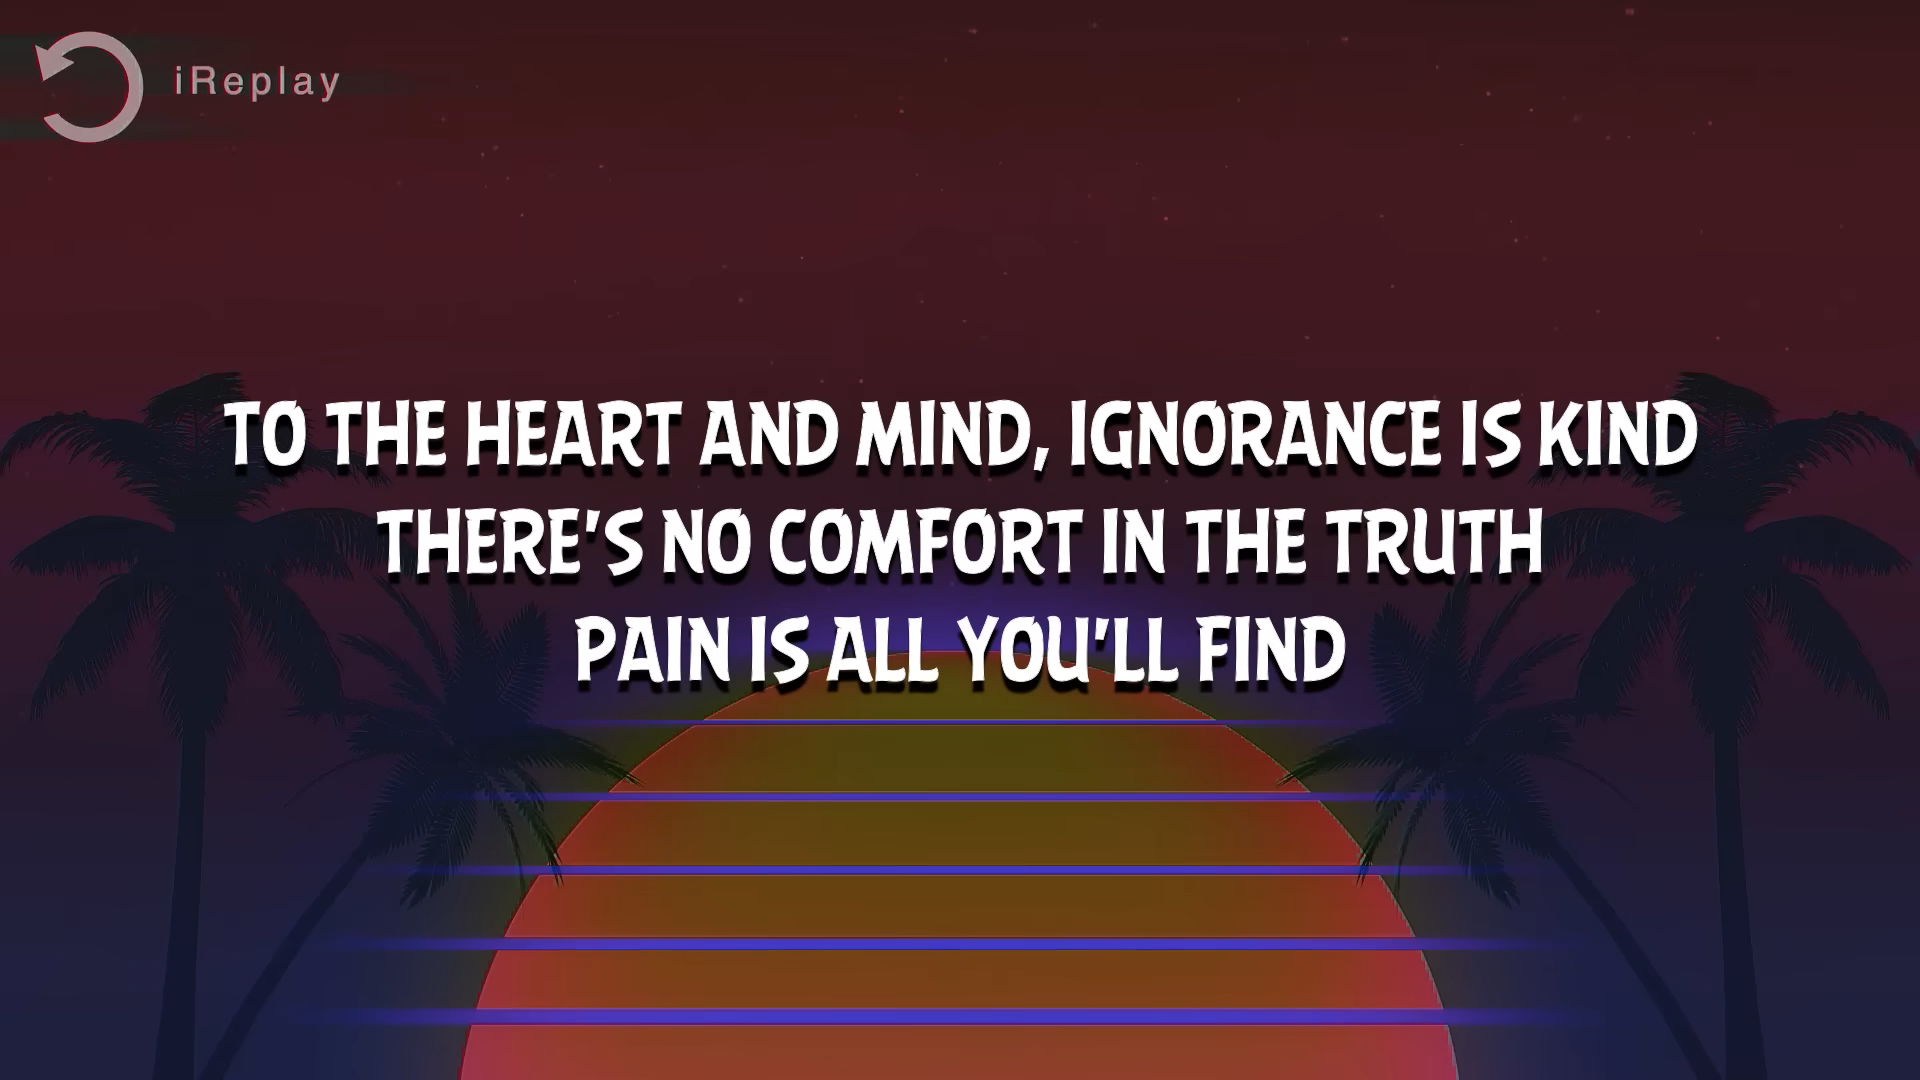 iReplay
TO THE HEART AND MIND, IGNORANCE IS KIND
THERE'S NO COMFORT IN THE TRUTH
PAIN IS ALL YOU'LL FIND